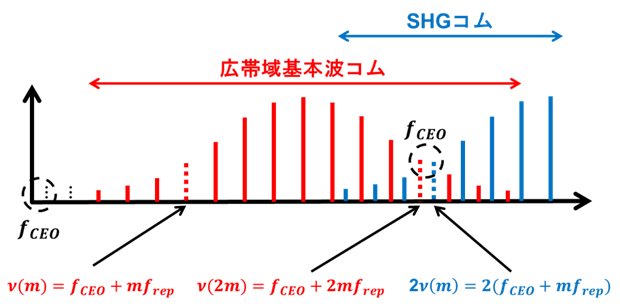 SHGコム
広帯域基本波コム
f_CEO
f_CEO
ν(m) = f_CEO + mf_rep
ν(2m) = f_CEO + 2mf_rep
2ν(m) = 2(f_CEO + mf_rep)